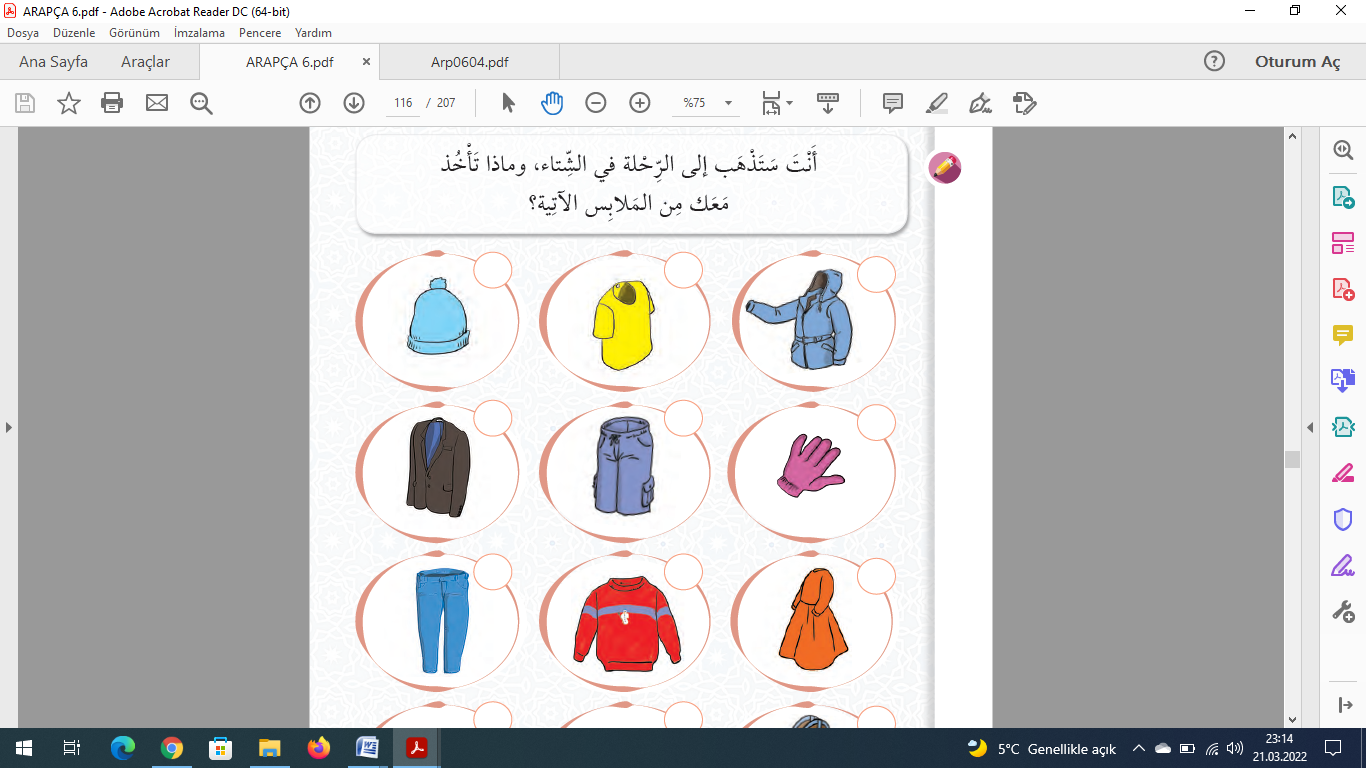 ARAPÇA 6.pdf - Adobe Acrobat Reader DC (64-bit)
Dosya Düzenle Görünüm İmzalama Pencere Yardım
Ana Sayfa Araçlar ARAPÇA 6.pdf × Arp0604.pdf ? Oturum Aç
116 / 207 %75
أَنْتَ سَتَذْهَب إلى الرِّحْلة في الشِّتاء، وماذا تَأْخُذ
مَعَك مِن المَلابِس الآتِية؟
5°C Genellikle açık 23:14
21.03.2022